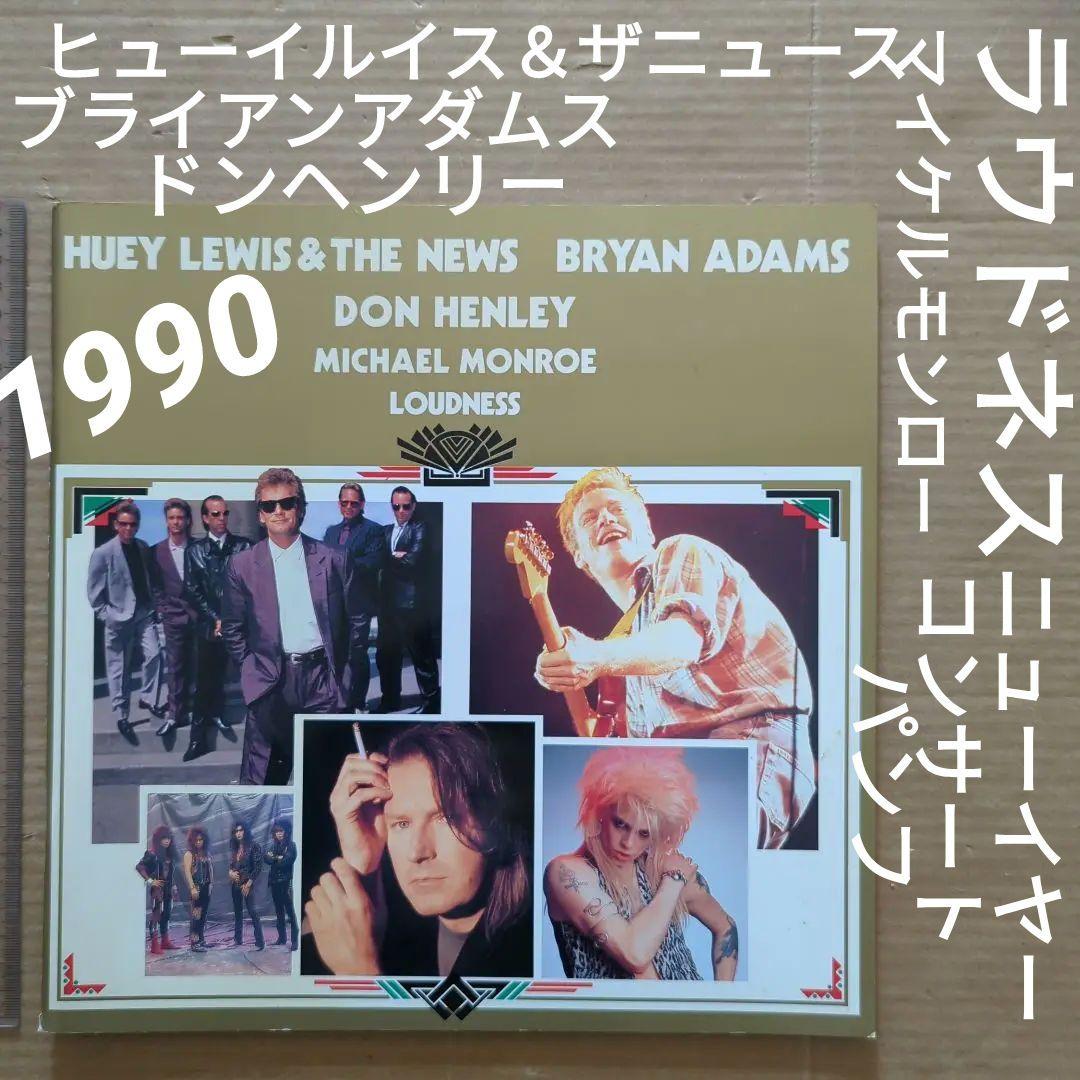 ヒューイルイス＆ザニュース
ブライアンアダムス
ドンヘンリー
ラウドネスニューイヤー
マイケルモンロー コンサート
パンフ
1990
HUEY LEWIS & THE NEWS BRYAN ADAMS
DON HENLEY
MICHAEL MONROE
LOUDNESS